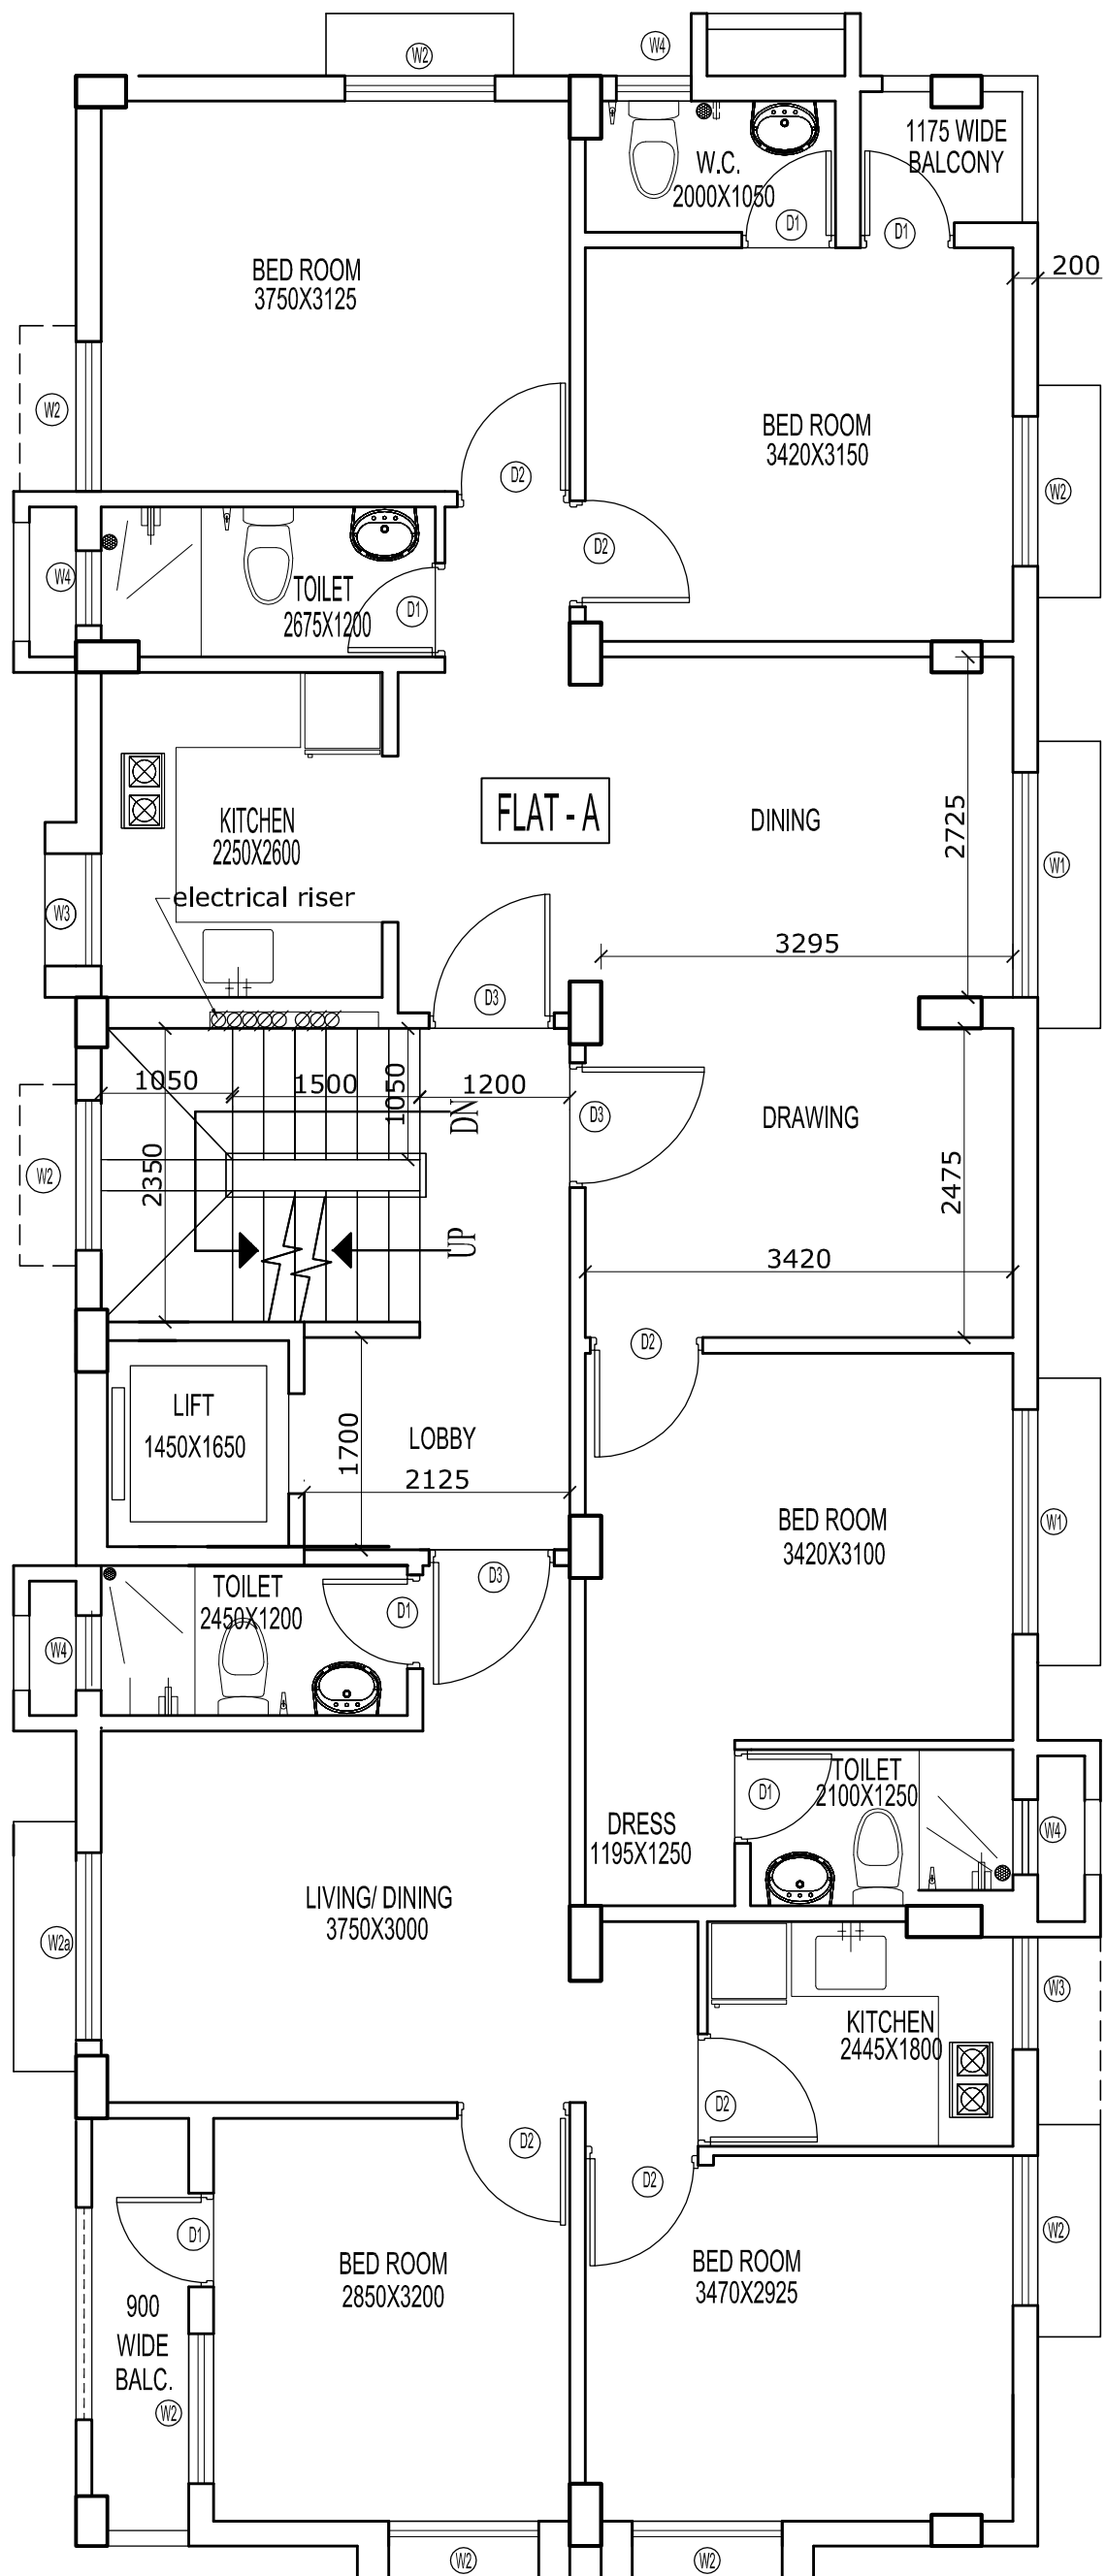 W2
W4
1175 WIDE
BALCONY
W.C.
2000X1050
D1
D1
200
BED ROOM
3750X3125
W2
BED ROOM
3420X3150
D2
W2
D2
W4
TOILET
2675X1200
D1
FLAT - A
DINING
2725
KITCHEN
2250X2600
W1
electrical riser
W3
3295
D3
1050
1500
1050
1200
DN
D3
DRAWING
W2
2350
2475
UP
3420
D2
LIFT
1450X1650
1700
LOBBY
2125
BED ROOM
3420X3100
W1
D3
TOILET
2450X1200
D1
W4
TOILET
2100X1250
D1
DRESS
1195X1250
W4
LIVING/ DINING
3750X3000
W2a
W3
KITCHEN
2445X1800
D2
D2
D2
D1
W2
BED ROOM
2850X3200
BED ROOM
3470X2925
900
WIDE
BALC.
W2
W2
W2